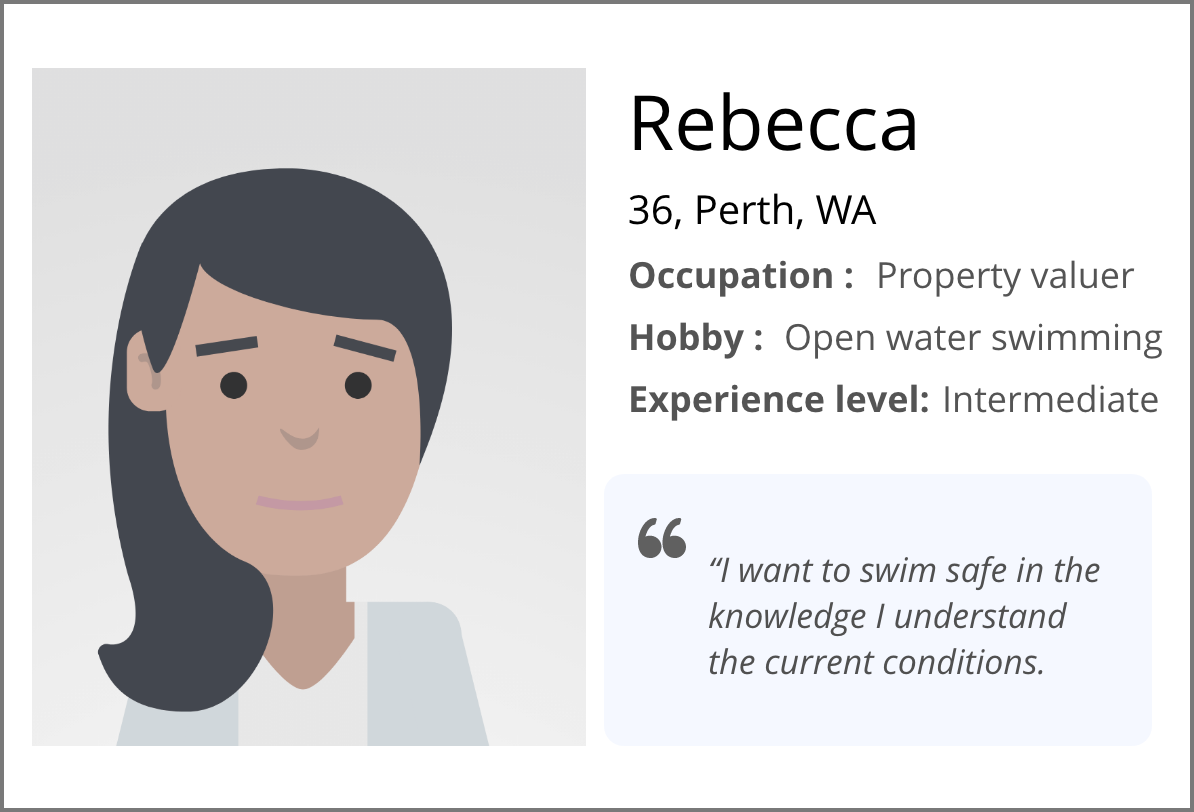 Rebecca
36, Perth, WA
Occupation : Property valuer
Hobby : Open water swimming
Experience level: Intermediate
“
“I want to swim safe in the
knowledge I understand
the current conditions.